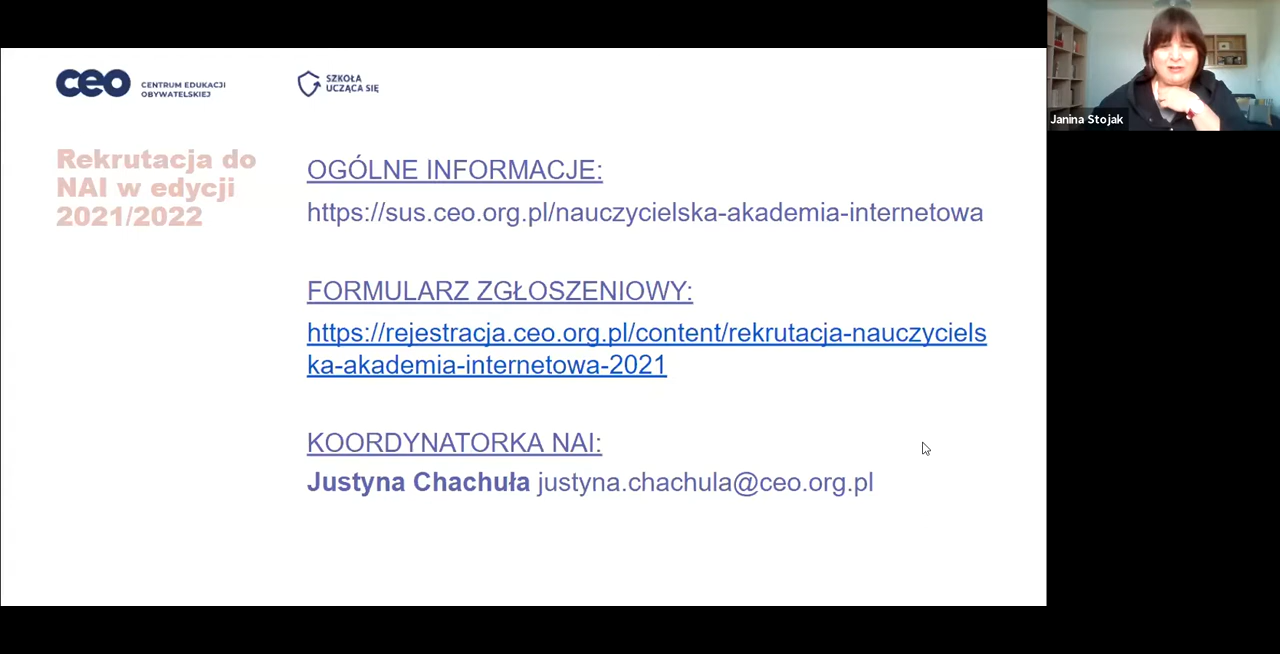 ceo CENTRUM EDUKACJI
OBYWATELSKIEJ
SZKOŁA
UCZĄCA SIĘ
Janina Stojak
Rekrutacja do
NAI w edycji
2021/2022
OGÓLNE INFORMACJE:
https://sus.ceo.org.pl/nauczycielska-akademia-internetowa
FORMULARZ ZGŁOSZENIOWY:
https://rejestracja.ceo.org.pl/content/rekrutacja-nauczyciels
ka-akademia-internetowa-2021
KOORDYNATORKA NAI:
Justyna Chachuła justyna.chachula@ceo.org.pl